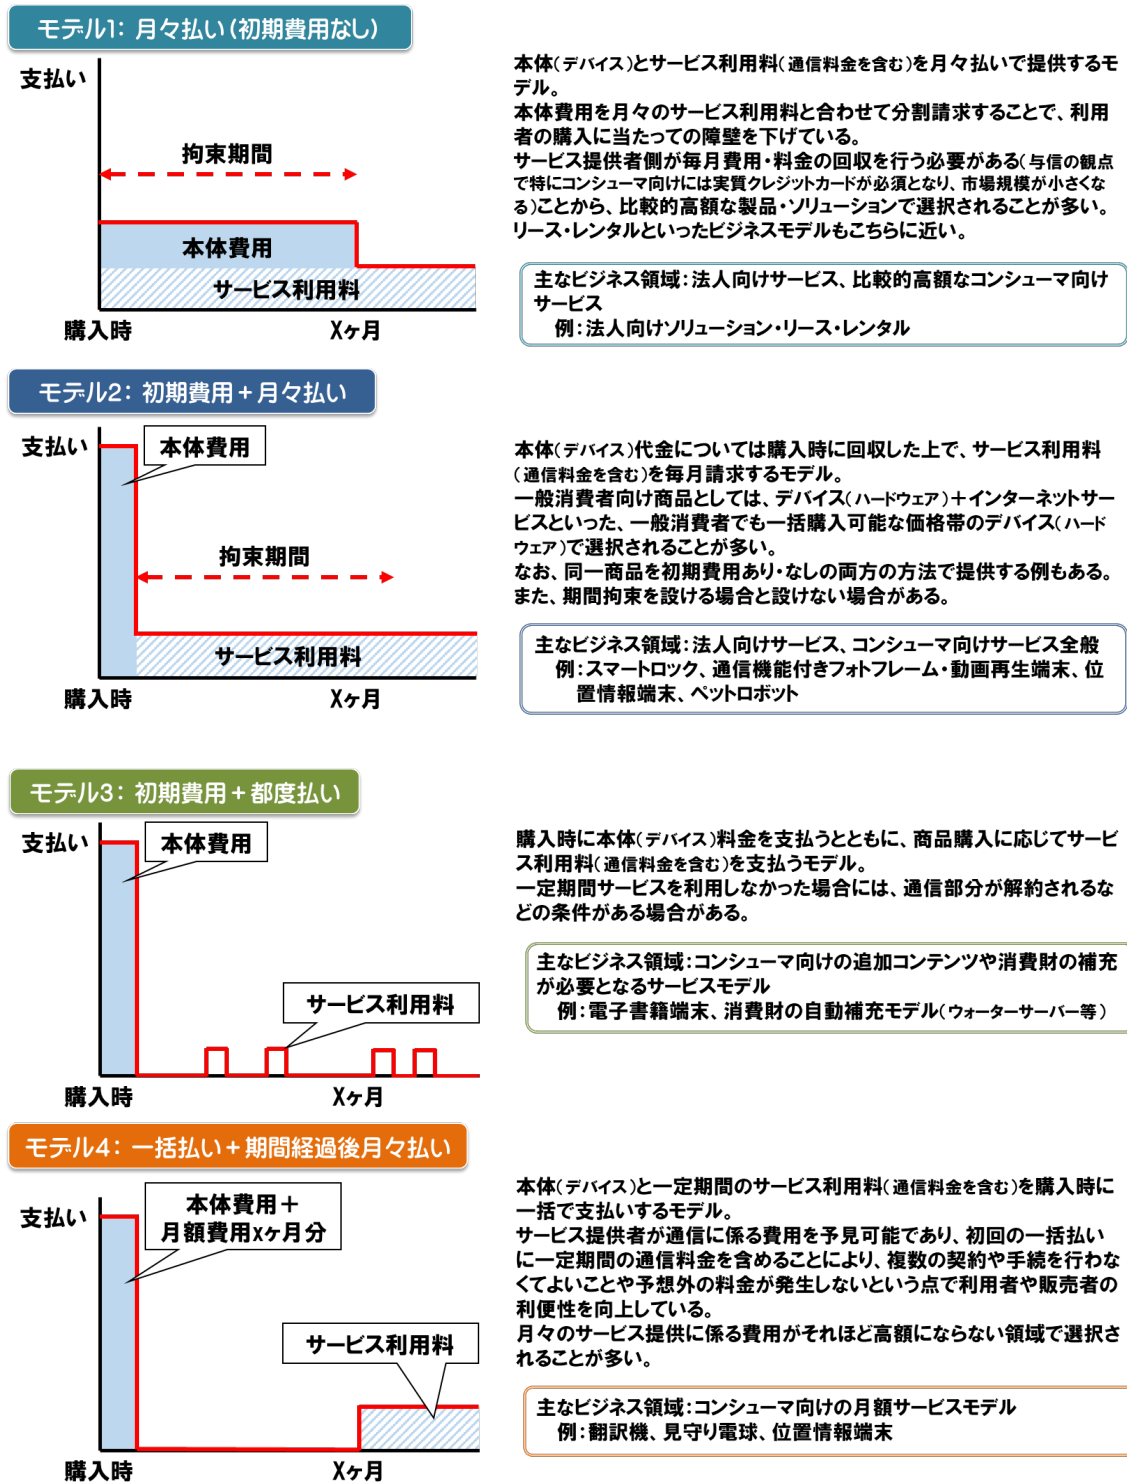 モデル1: 月々払い(初期費用なし)
支払い
拘束期間
本体費用
サービス利用料
購入時
Xヶ月
本体(デバイス)とサービス利用料(通信料金を含む)を月々払いで提供するモ
デル。
本体費用を月々のサービス利用料と合わせて分割請求することで、利用
者の購入に当たっての障壁を下げている。
サービス提供者側が毎月費用・料金の回収を行う必要がある(与信の観点
で特にコンシューマ向けには実質クレジットカードが必須となり、市場規模が小さくな
る)ことから、比較的高額な製品・ソリューションで選択されることが多い。
リース・レンタルといったビジネスモデルもこちらに近い。
主なビジネス領域:法人向けサービス、比較的高額なコンシューマ向け
サービス
例:法人向けソリューション・リース・レンタル
モデル2: 初期費用+月々払い
支払い
本体費用
拘束期間
サービス利用料
購入時
Xヶ月
本体(デバイス)代金については購入時に回収した上で、サービス利用料
(通信料金を含む)を毎月請求するモデル。
一般消費者向け商品としては、デバイス(ハードウェア)+インターネットサー
ビスといった、一般消費者でも一括購入可能な価格帯のデバイス(ハード
ウェア)で選択されることが多い。
なお、同一商品を初期費用あり・なしの両方の方法で提供する例もある。
また、期間拘束を設ける場合と設けない場合がある。
主なビジネス領域:法人向けサービス、コンシューマ向けサービス全般
例:スマートロック、通信機能付きフォトフレーム・動画再生端末、位
置情報端末、ペットロボット
モデル3: 初期費用+都度払い
支払い
本体費用
サービス利用料
購入時
Xヶ月
購入時に本体(デバイス)料金を支払うとともに、商品購入に応じてサービ
ス利用料(通信料金を含む)を支払うモデル。
一定期間サービスを利用しなかった場合には、通信部分が解約されるな
どの条件がある場合がある。
主なビジネス領域:コンシューマ向けの追加コンテンツや消費財の補充
が必要となるサービスモデル
例:電子書籍端末、消費財の自動補充モデル(ウォーターサーバー等)
モデル4: 一括払い+期間経過後月々払い
支払い
本体費用+
月額費用xヶ月分
サービス利用料
購入時
Xヶ月
本体(デバイス)と一定期間のサービス利用料(通信料金を含む)を購入時に
一括で支払いするモデル。
サービス提供者が通信に係る費用を予見可能であり、初回の一括払い
に一定期間の通信料金を含めることにより、複数の契約や手続を行わな
くてよいことや予想外の料金が発生しないという点で利用者や販売者の
利便性を向上している。
月々のサービス提供に係る費用がそれほど高額にならない領域で選択さ
れることが多い。
主なビジネス領域:コンシューマ向けの月額サービスモデル
例:翻訳機、見守り電球、位置情報端末